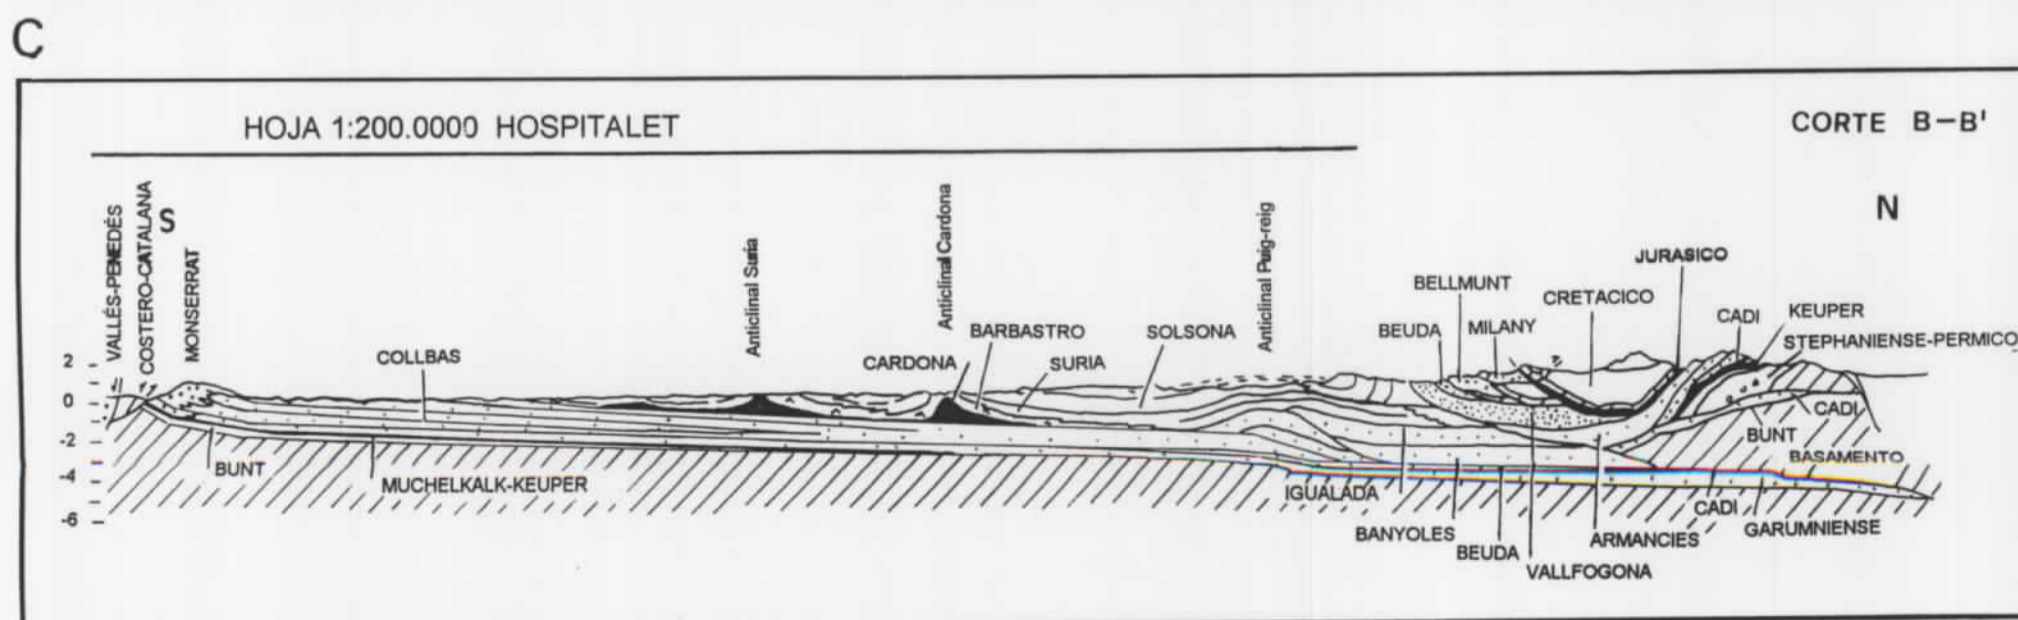 C
HOJA 1:200.0000 HOSPITALET
CORTE B-B'
VALLÉS-PENEDÈS
COSTERO-CATALANA
S
MONSERRAT
Anticlinal Suria
Anticlinal Cardona
Anticlinal Puig-reig
N
JURASICO
BELLMUNT
CRETACICO
BEUDA
MILANY
CADI
KEUPER
STEPHANIENSE-PERMICO
COLLBAS
CARDONA
BARBASTRO
SURIA
SOLSONA
2
0
-2
-4
-6
BUNT
MUCHELKALK-KEUPER
CADI
BUNT
BASAMENTO
IGUALADA
BANYOLES
BEUDA
VALLFOGONA
ARMANCIES
CADI
GARUMNIENSE